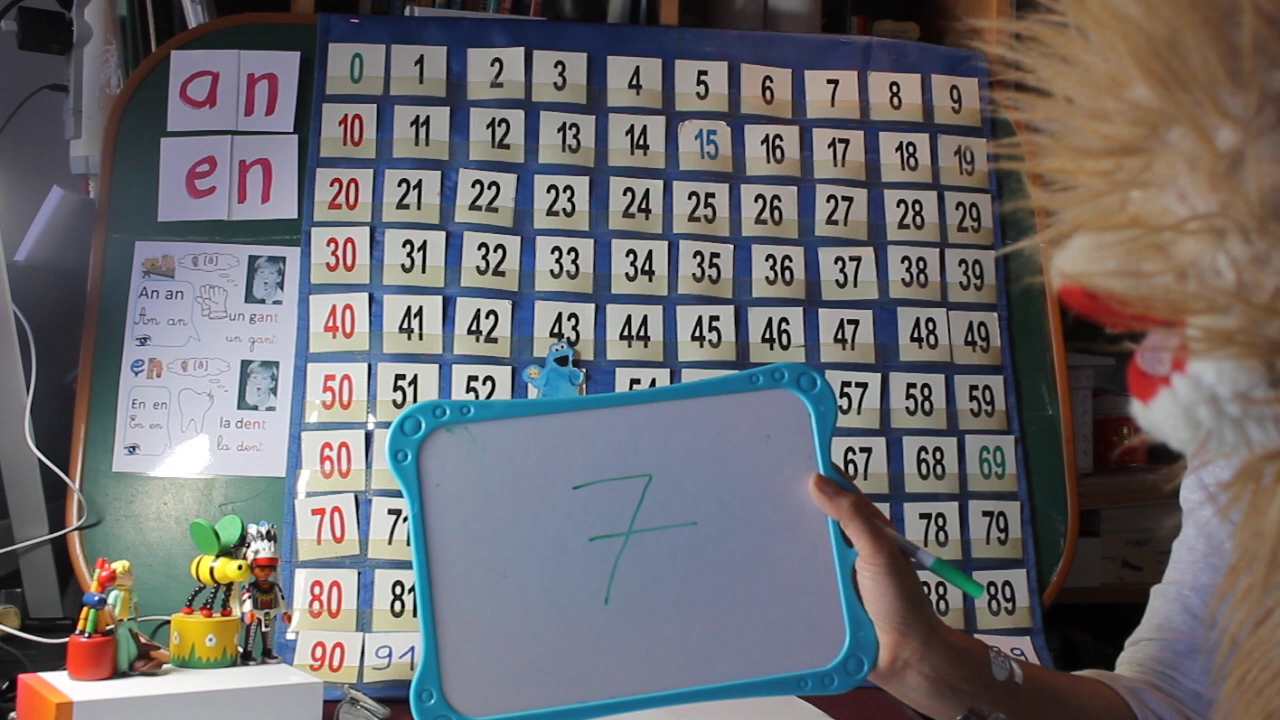 an
en
[ã]
An an
An an
un gant
un gant
en [ã]
En en
En en
la dent
la dent
0 1 2 3 4 5 6 7 8 9
10 11 12 13 14 15 16 17 18 19
20 21 22 23 24 25 26 27 28 29
30 31 32 33 34 35 36 37 38 39
40 41 42 43 44 45 46 47 48 49
50 51 52 54 57 58 59
60 67 68 69
70 71 78 79
80 81 88 89
90 91
7